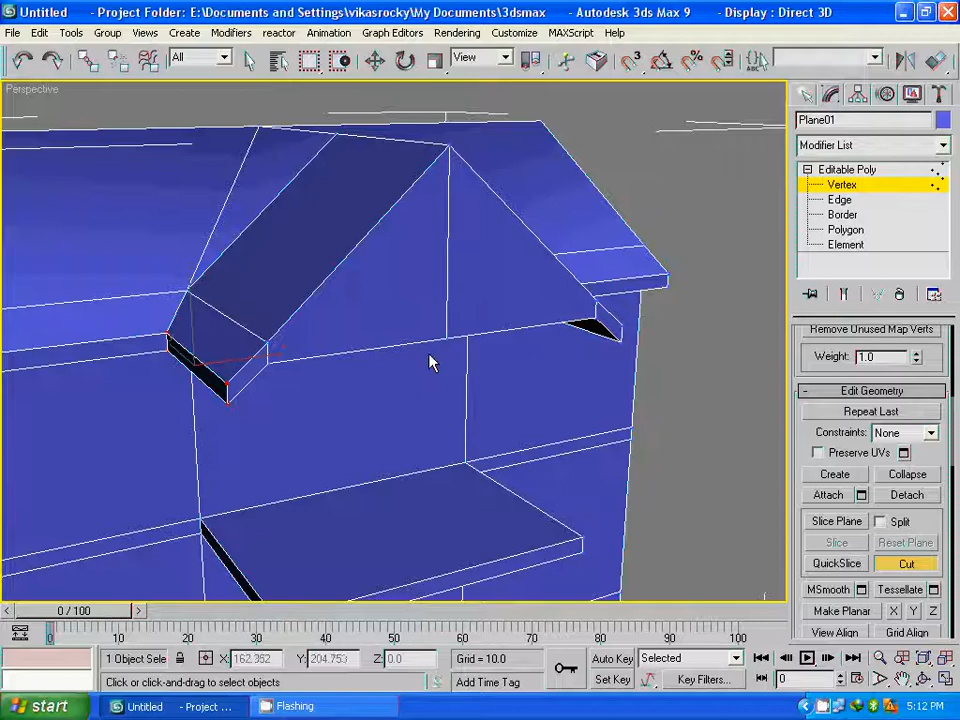 Untitled - Project Folder: E:\Documents and Settings\vikasrocky\My Documents\3dsmax - Autodesk 3ds Max 9 - Display : Direct 3D
File Edit Tools Group Views Create Modifiers reactor Animation Graph Editors Rendering Customize MAXScript Help
All View
Perspective
Plane01
Modifier List
Editable Poly
Vertex
Edge
Border
Polygon
Element
Remove Unused Map Verts
Weight: 1.0
- Edit Geometry
Repeat Last
Constraints: None
Preserve UVs
Create Collapse
Attach Detach
Slice Plane Split
Slice Reset Plane
QuickSlice Cut
MSmooth Tessellate
Make Planar X Y Z
View Align Grid Align
0 / 100
0 10 20 30 40 50 60 70 80 90 100
1 Object Sele X: 162.352 Y: 204.753 Z: 0.0 Grid = 10.0 Auto Key Selected
Click or click-and-drag to select objects Add Time Tag Set Key Key Filters... 0
start Untitled - Project ... Flashing 5:12 PM